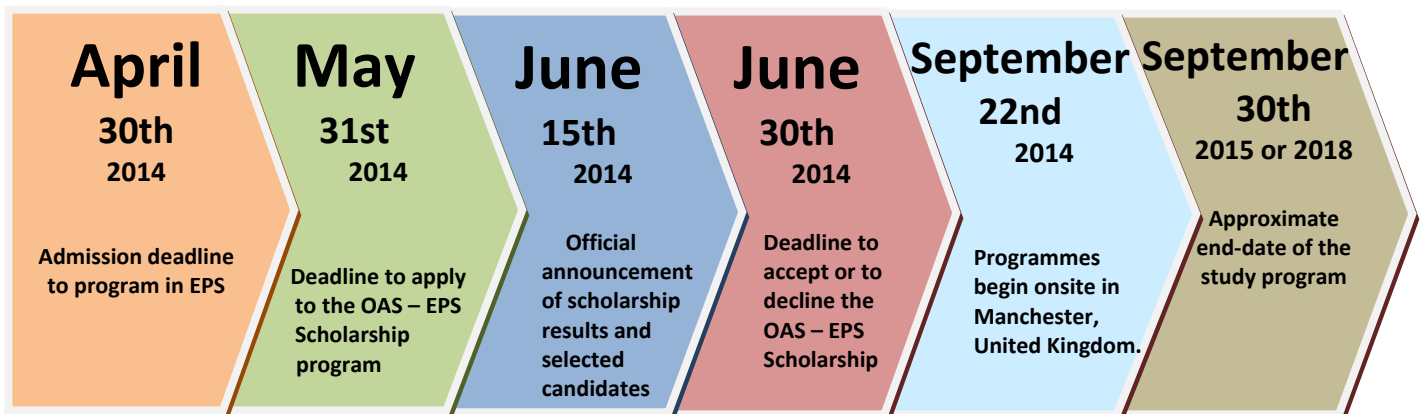 April
30th
2014
Admission deadline
to program in EPS
May
31st
2014
Deadline to apply
to the OAS – EPS
Scholarship
program
June
15th
2014
Official
announcement
of scholarship
results and
selected
candidates
June
30th
2014
Deadline to
accept or to
decline the
OAS – EPS
Scholarship
September
22nd
2014
Programmes
begin onsite in
Manchester,
United Kingdom.
September
30th
2015 or 2018
Approximate
end-date of the
study program